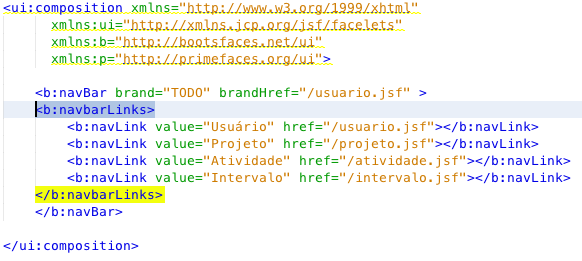 <ui:composition xmlns="http://www.w3.org/1999/xhtml"
xmlns:ui="http://xmlns.jcp.org/jsf/facelets"
xmlns:b="http://bootsfaces.net/ui"
xmlns:p="http://primefaces.org/ui">
<b:navBar brand="TODO" brandHref="/usuario.jsf" >
<b:navbarLinks>
<b:navLink value="Usuário" href="/usuario.jsf"></b:navLink>
<b:navLink value="Projeto" href="/projeto.jsf"></b:navLink>
<b:navLink value="Atividade" href="/atividade.jsf"></b:navLink>
<b:navLink value="Intervalo" href="/intervalo.jsf"></b:navLink>
</b:navbarLinks>
</b:navBar>
</ui:composition>